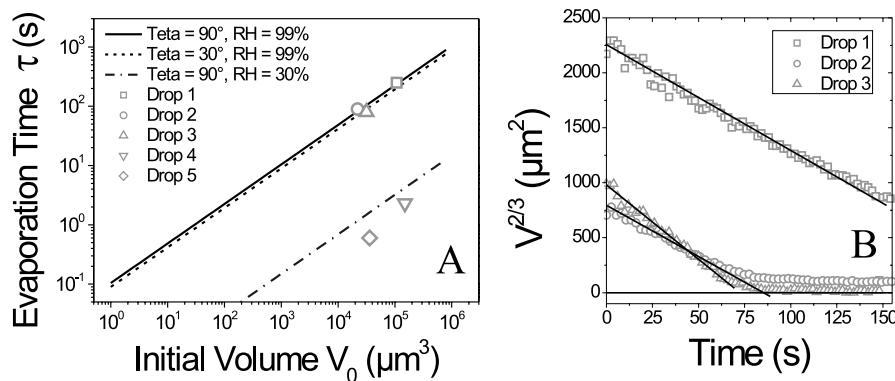 Evaporation Time τ (s)
10³
10²
10¹
10⁰
10⁻¹
Teta = 90°, RH = 99%
Teta = 30°, RH = 99%
Teta = 90°, RH = 30%
Drop 1
Drop 2
Drop 3
Drop 4
Drop 5
A
10⁰ 10¹ 10² 10³ 10⁴ 10⁵ 10⁶
Initial Volume V₀ (μm³)
V²ᐟ³ (μm²)
2500
2000
1500
1000
500
0
Drop 1
Drop 2
Drop 3
B
0 25 50 75 100 125 150
Time (s)